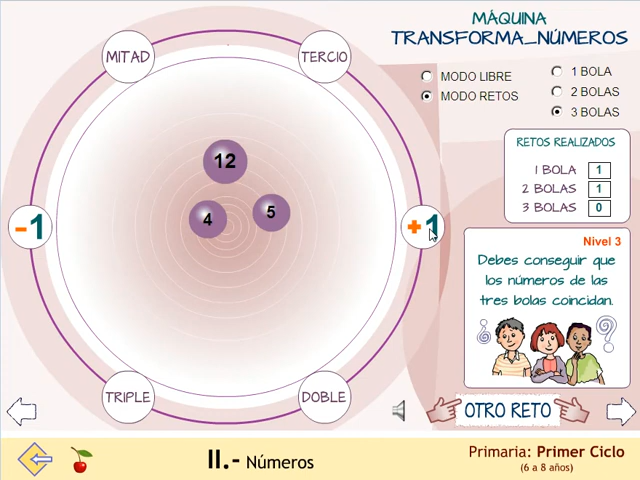 MÁQUINA
TRANSFORMA_NÚMEROS
MITAD
TERCIO
MODO LIBRE
MODO RETOS
1 BOLA
2 BOLAS
3 BOLAS
RETOS REALIZADOS
1 BOLA 1
2 BOLAS 1
3 BOLAS 0
12
4
5
-1
+1
Nivel 3
Debes conseguir que
los números de las
tres bolas coincidan.
TRIPLE
DOBLE
OTRO RETO
II.- Números
Primaria: Primer Ciclo
(6 a 8 años)